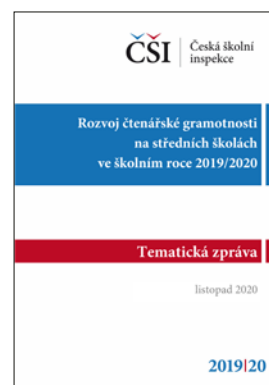 ČŠI
Česká školní
inspekce
Rozvoj čtenářské gramotnosti
na středních školách
ve školním roce 2019/2020
Tematická zpráva
listopad 2020
2019|20